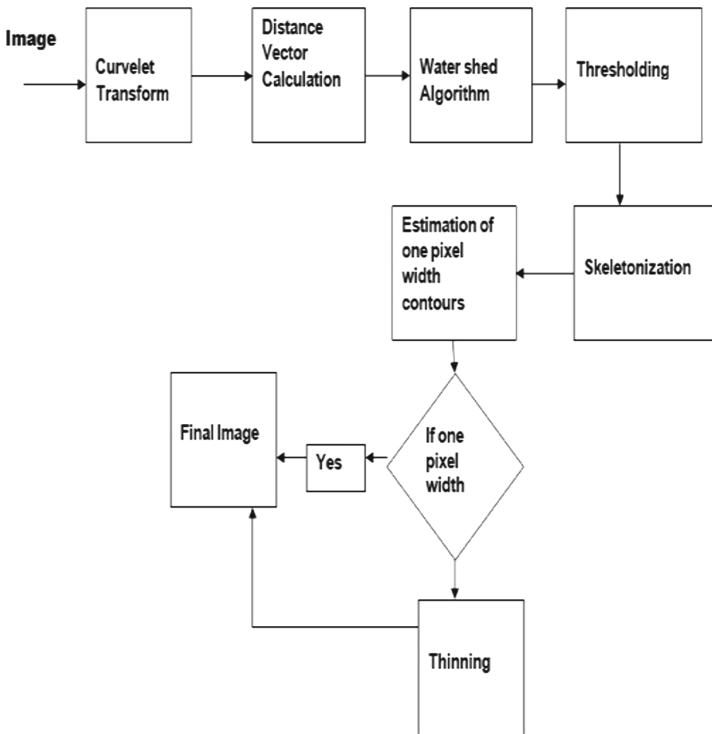 Image
Curvelet
Transform
Distance
Vector
Calculation
Water shed
Algorithm
Thresholding
Skeletonization
Estimation of
one pixel
width
contours
If one
pixel
width
Yes
Final Image
Thinning